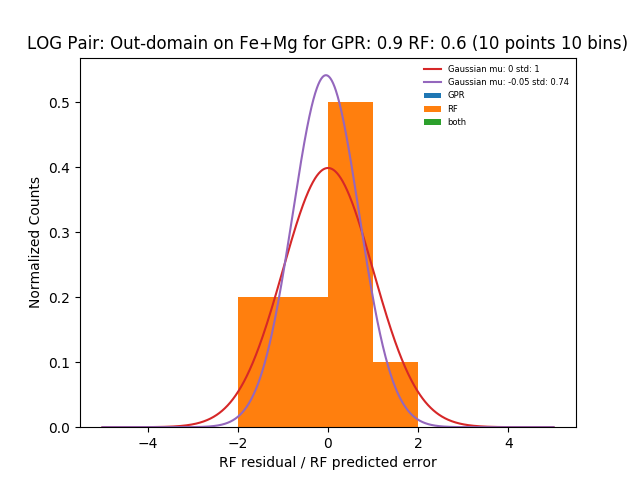 LOG Pair: Out-domain on Fe+Mg for GPR: 0.9 RF: 0.6 (10 points 10 bins)
Gaussian mu: 0 std: 1
Gaussian mu: -0.05 std: 0.74
GPR
RF
both
Normalized Counts
0.5
0.4
0.3
0.2
0.1
0.0
−4 −2 0 2 4
RF residual / RF predicted error